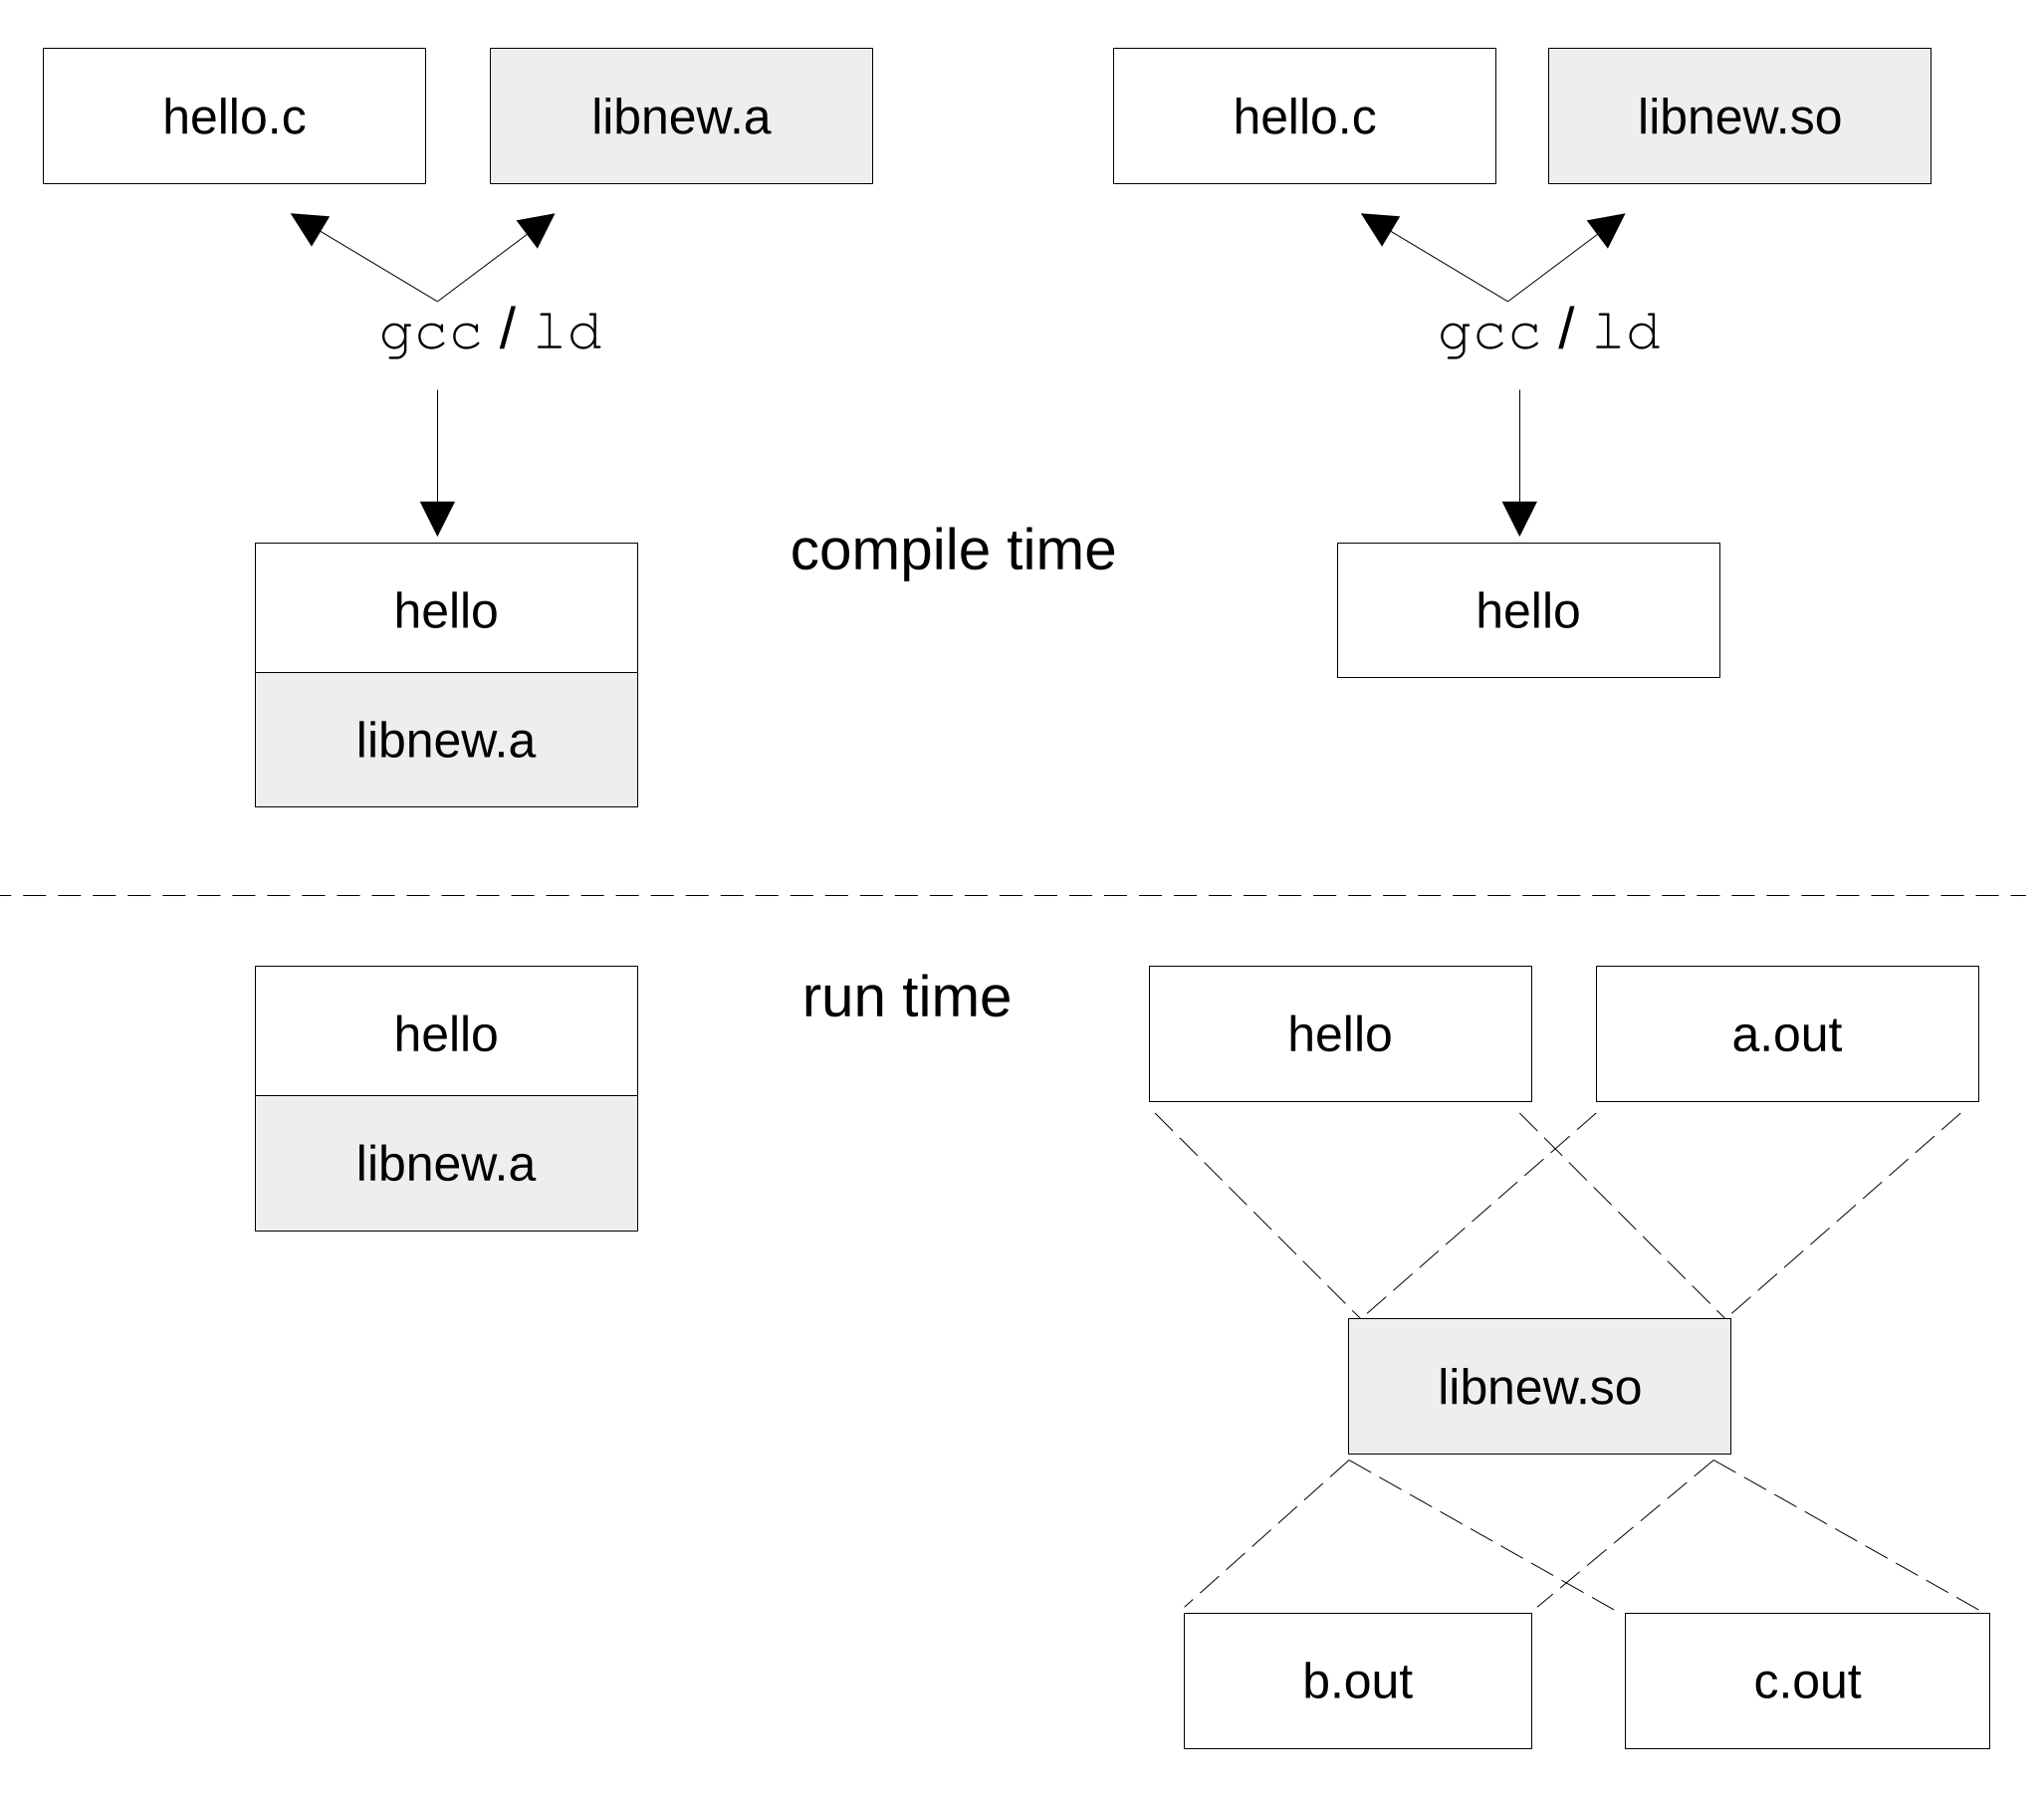 hello.c
libnew.a
hello.c
libnew.so
gcc / ld
gcc / ld
compile time
hello
libnew.a
hello
run time
hello
libnew.a
hello
a.out
libnew.so
b.out
c.out